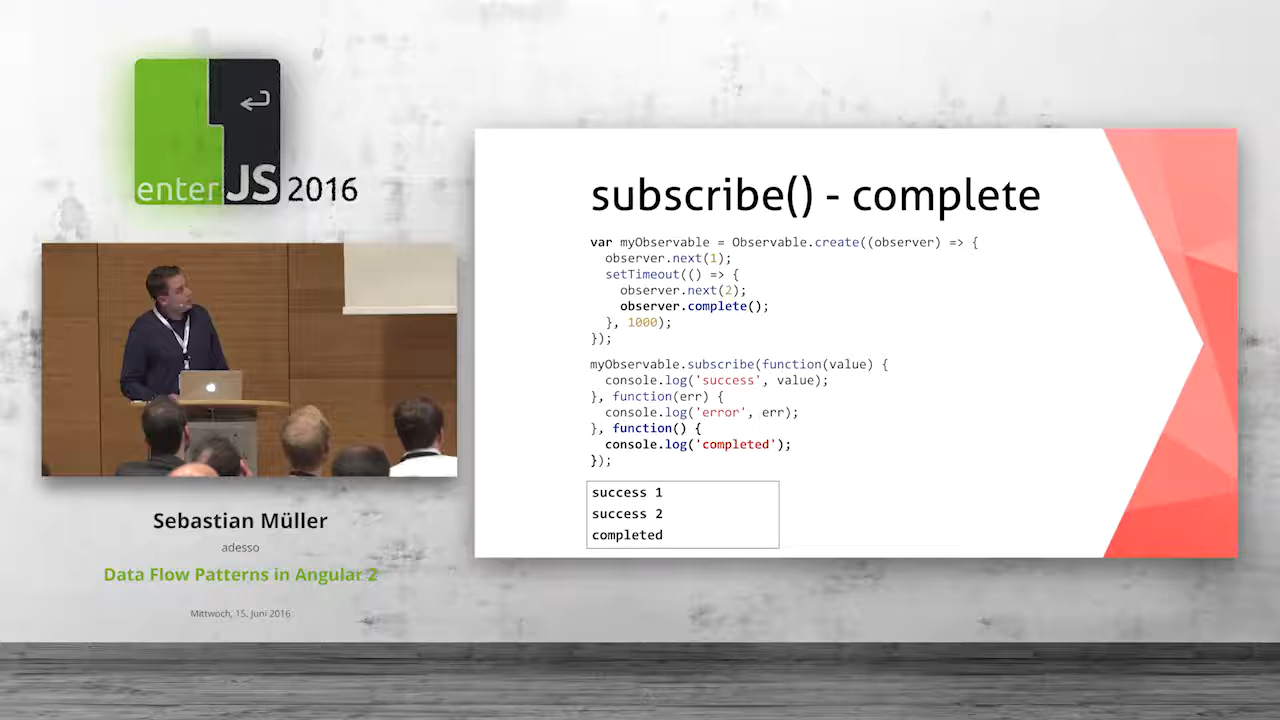 enterJS 2016
Sebastian Müller
adesso
Data Flow Patterns in Angular 2
Mittwoch, 15. Juni 2016
subscribe() - complete
var myObservable = Observable.create((observer) => {
  observer.next(1);
  setTimeout(() => {
    observer.next(2);
    observer.complete();
  }, 1000);
});
myObservable.subscribe(function(value) {
  console.log('success', value);
}, function(err) {
  console.log('error', err);
}, function() {
  console.log('completed');
});
success 1
success 2
completed